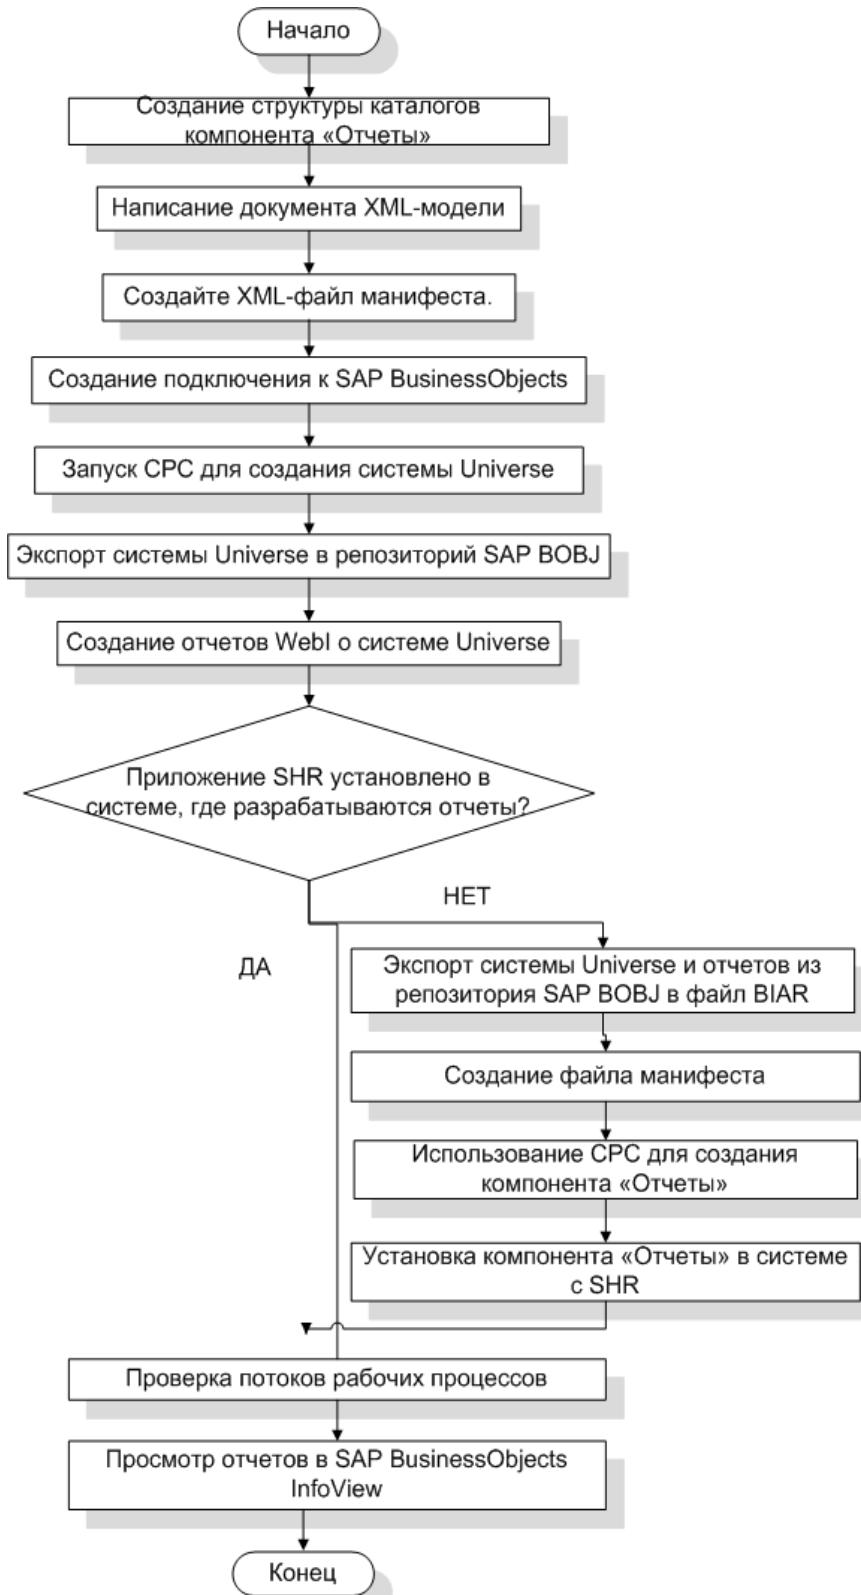 Начало
Создание структуры каталогов
компонента «Отчеты»
Написание документа XML-модели
Создайте XML-файл манифеста.
Создание подключения к SAP BusinessObjects
Запуск CPC для создания системы Universe
Экспорт системы Universe в репозиторий SAP BOBJ
Создание отчетов WebI о системе Universe
Приложение SHR установлено в
системе, где разрабатываются отчеты?
НЕТ
ДА
Экспорт системы Universe и отчетов из
репозитория SAP BOBJ в файл BIAR
Создание файла манифеста
Использование CPC для создания
компонента «Отчеты»
Установка компонента «Отчеты» в системе
с SHR
Проверка потоков рабочих процессов
Просмотр отчетов в SAP BusinessObjects
InfoView
Конец